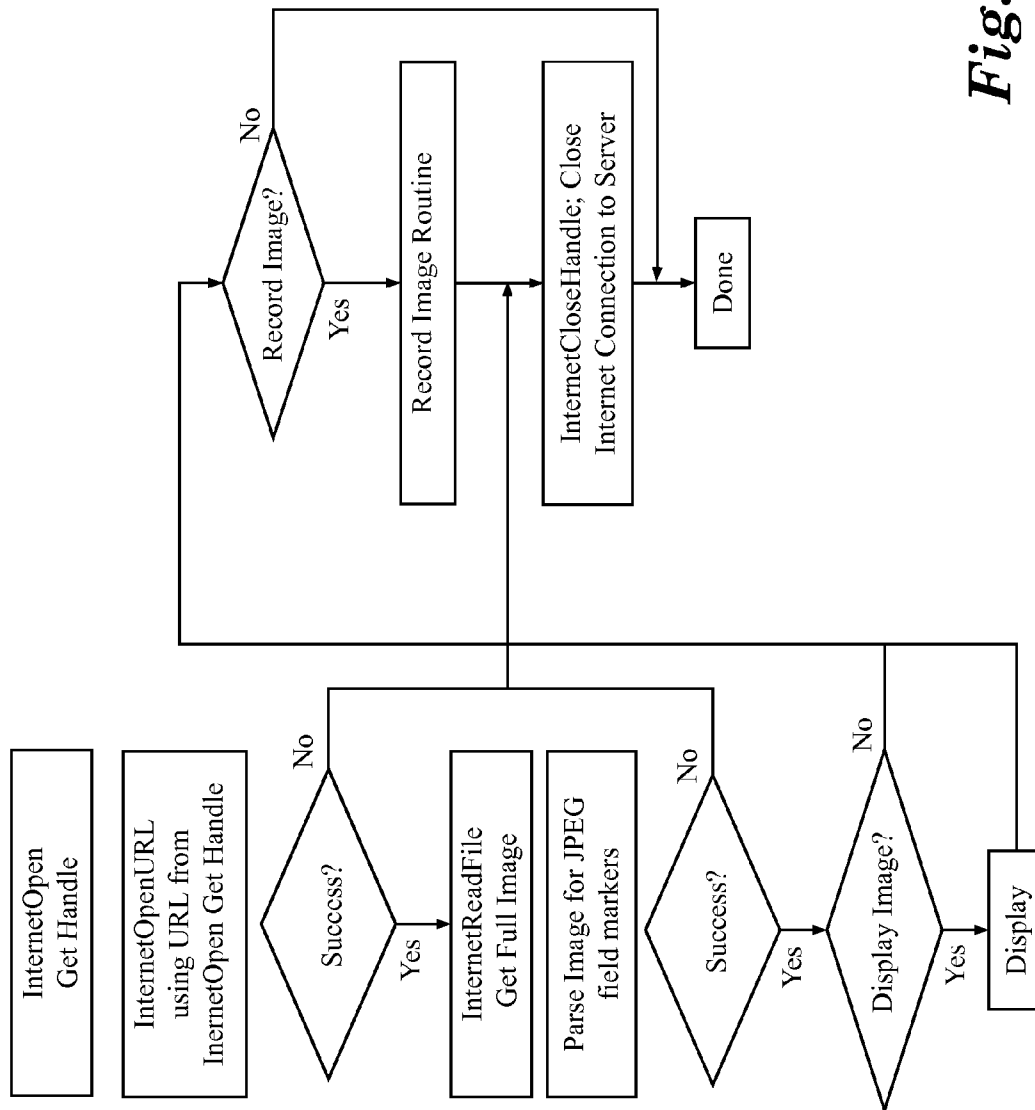 InternetOpen
Get Handle
InternetOpenURL
using URL from
InernetOpen Get Handle
Success?
No
Yes
InternetReadFile
Get Full Image
Parse Image for JPEG
field markers
Success?
No
Yes
Display Image?
No
Yes
Display
Record Image?
No
Yes
Record Image Routine
InternetCloseHandle; Close
Internet Connection to Server
Done
Fig.